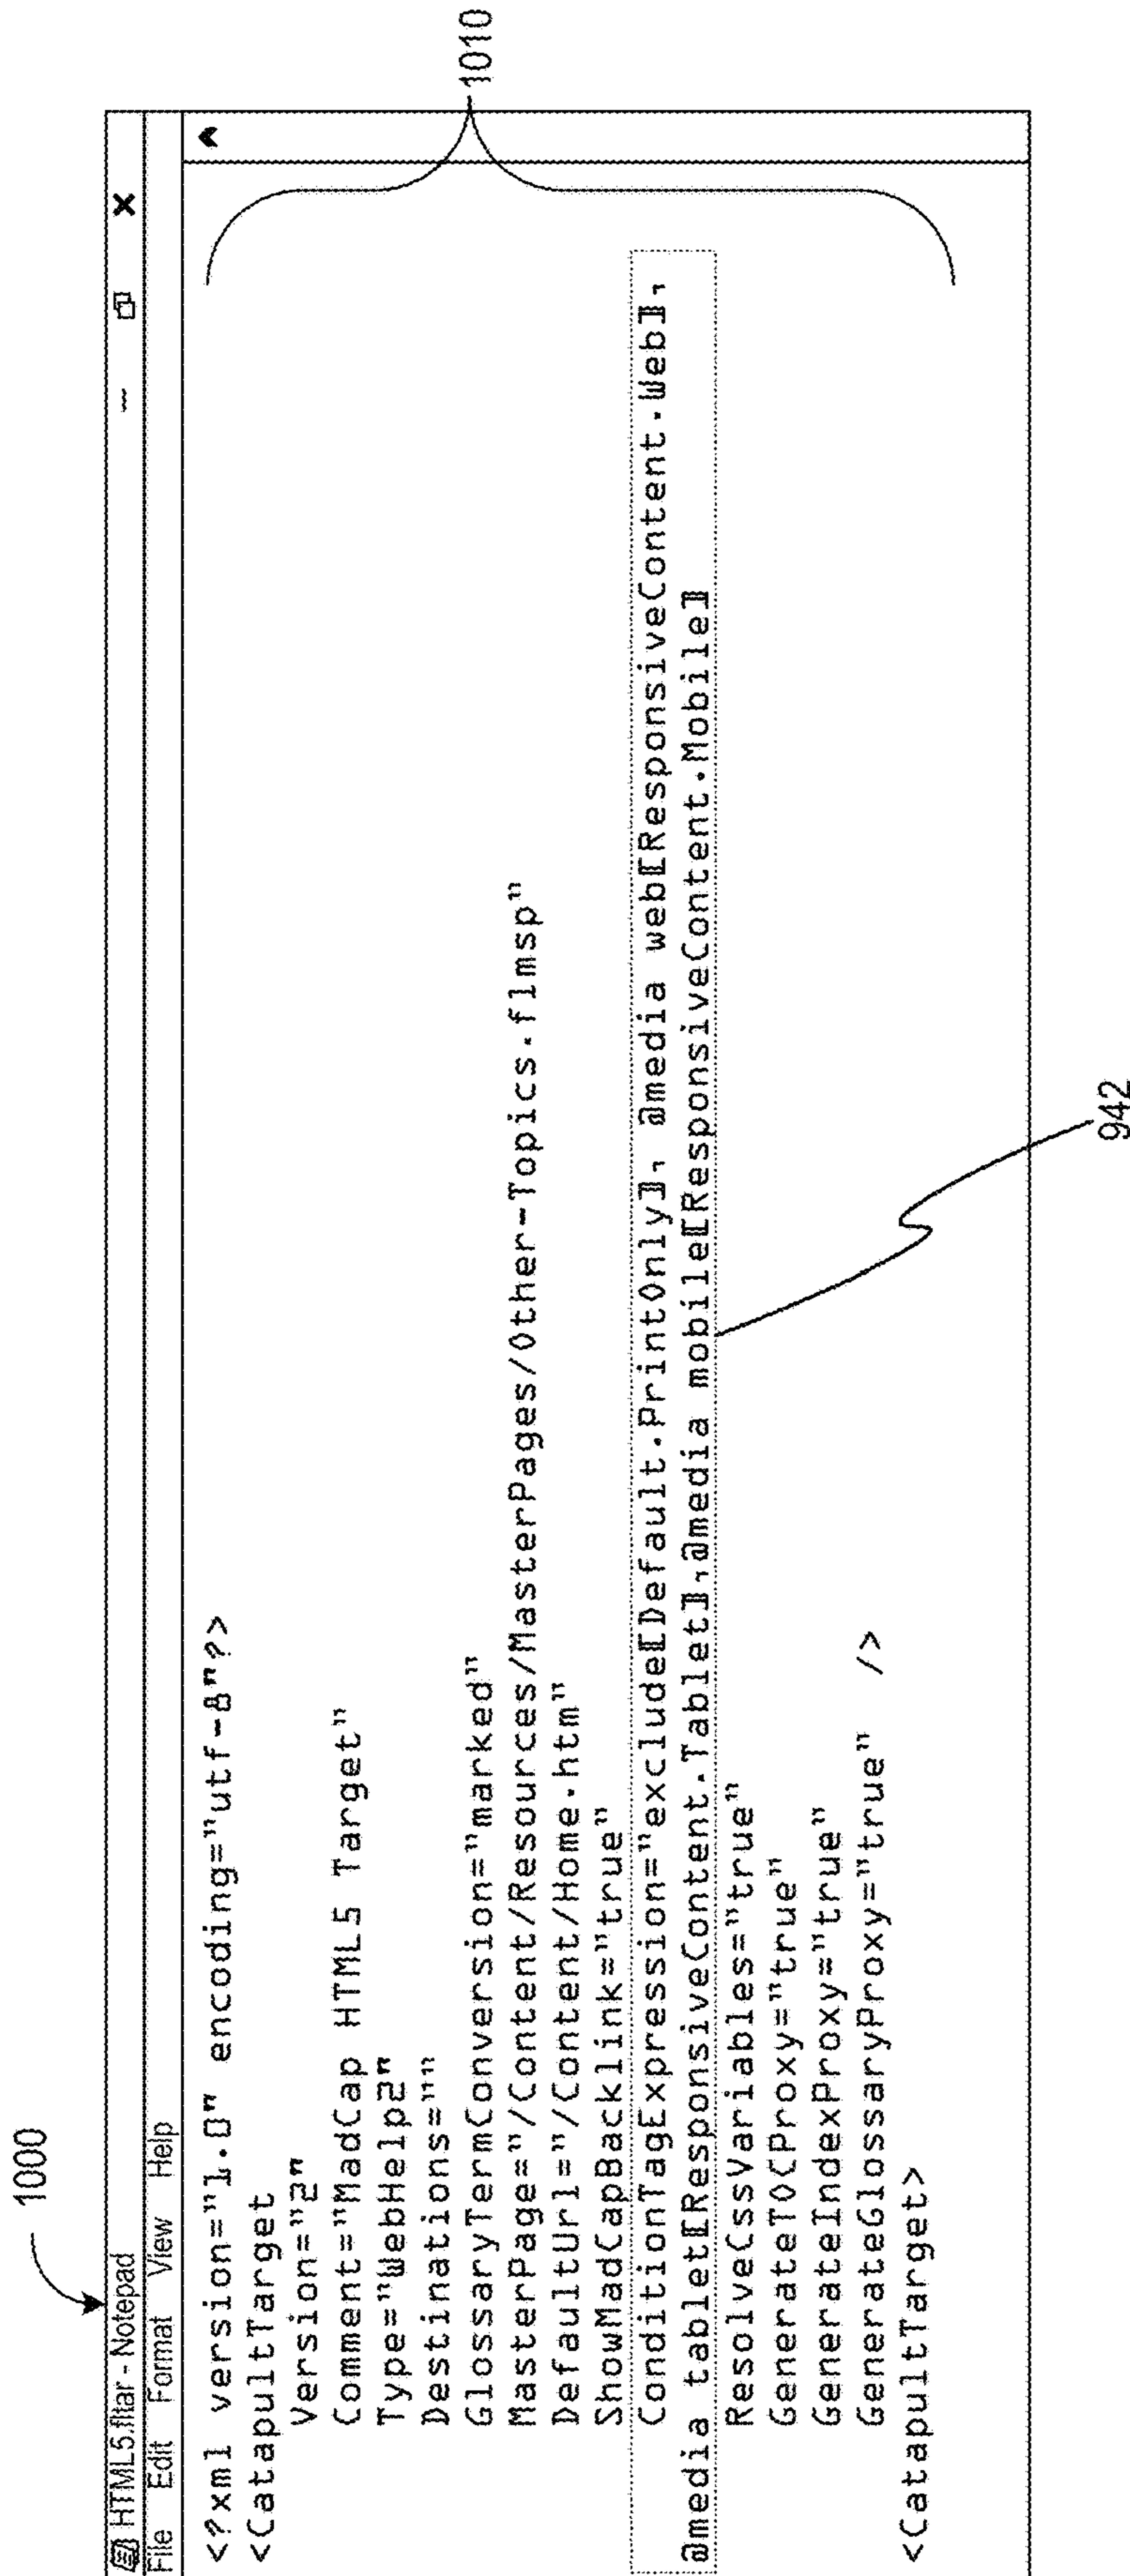 1000
HTML5.fltar - Notepad
File Edit Format View Help
<?xml version="1.0" encoding="utf-8"?>
<CatapultTarget
Version="2"
Comment="MadCap HTML5 Target"
Type="WebHelp2"
Destinations=""
GlossaryTermConversion="marked"
MasterPage="/Content/Resources/MasterPages/Other-Topics.flmsp"
DefaultUrl="/Content/Home.htm"
ShowMadCapBacklink="true"
ConditionTagExpression="exclude[Default.PrintOnly], @media web[ResponsiveContent.Web],
@media tablet[ResponsiveContent.Tablet],@media mobile[ResponsiveContent.Mobile]
ResolveCssVariables="true"
GenerateTOCProxy="true"
GenerateIndexProxy="true"
GenerateGlossaryProxy="true" />
<CatapultTarget>
1010
942